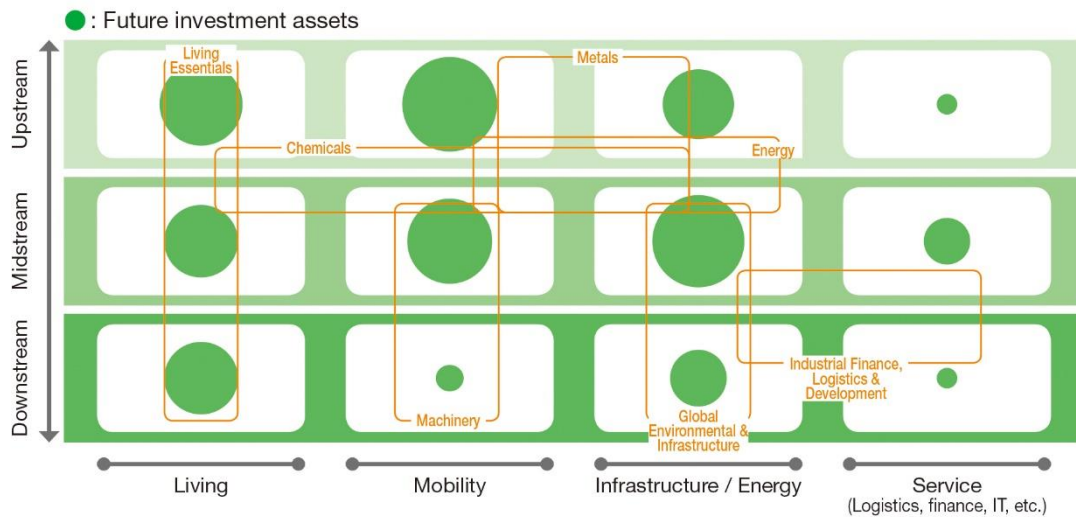 : Future investment assets
Upstream
Midstream
Downstream
Living
Essentials
Metals
Chemicals
Energy
Machinery
Global
Environmental &
Infrastructure
Industrial Finance,
Logistics &
Development
Living
Mobility
Infrastructure / Energy
Service
(Logistics, finance, IT, etc.)